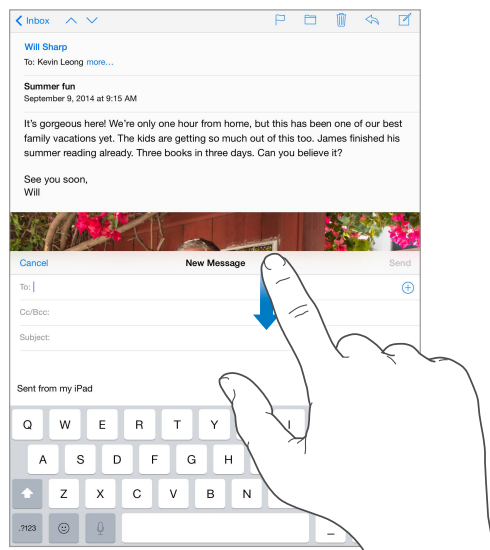 Inbox
Will Sharp
To: Kevin Leong more...
Summer fun
September 9, 2014 at 9:15 AM
It's gorgeous here! We're only one hour from home, but this has been one of our best
family vacations yet. The kids are getting so much out of this too. James finished his
summer reading already. Three books in three days. Can you believe it?
See you soon,
Will
Cancel New Message Send
To:
Cc/Bcc:
Subject:
Sent from my iPad
Q W E R T Y I
A S D F G H
Z X C V B N
.?123 _